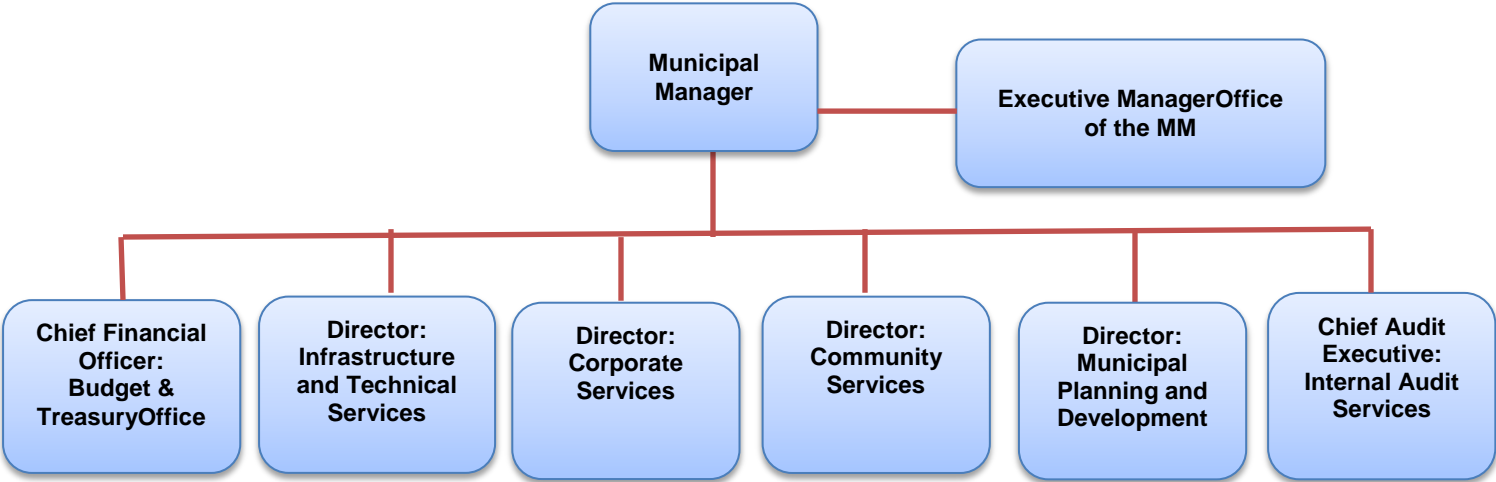 Municipal
Manager
Executive ManagerOffice
of the MM
Chief Financial
Officer:
Budget &
TreasuryOffice
Director:
Infrastructure
and Technical
Services
Director:
Corporate
Services
Director:
Community
Services
Director:
Municipal
Planning and
Development
Chief Audit
Executive:
Internal Audit
Services